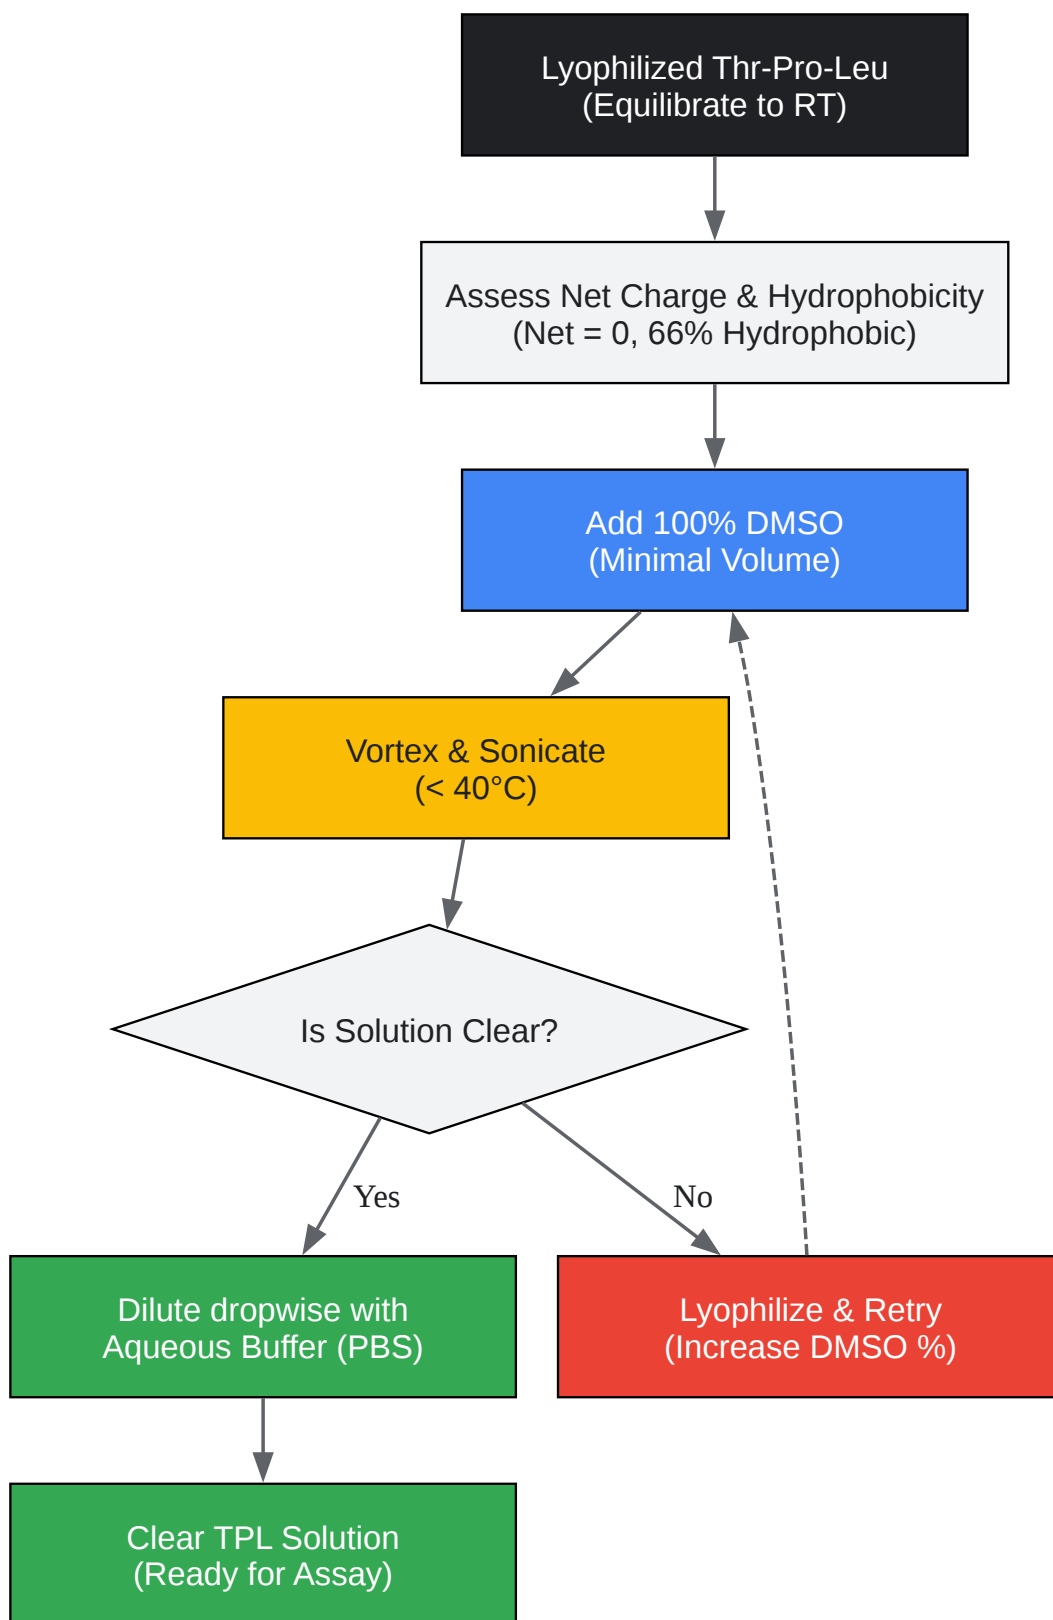 Lyophilized Thr-Pro-Leu
(Equilibrate to RT)
Assess Net Charge & Hydrophobicity
(Net = 0, 66% Hydrophobic)
Add 100% DMSO
(Minimal Volume)
Vortex & Sonicate
(< 40°C)
Is Solution Clear?
Yes
No
Dilute dropwise with
Aqueous Buffer (PBS)
Lyophilize & Retry
(Increase DMSO %)
Clear TPL Solution
(Ready for Assay)